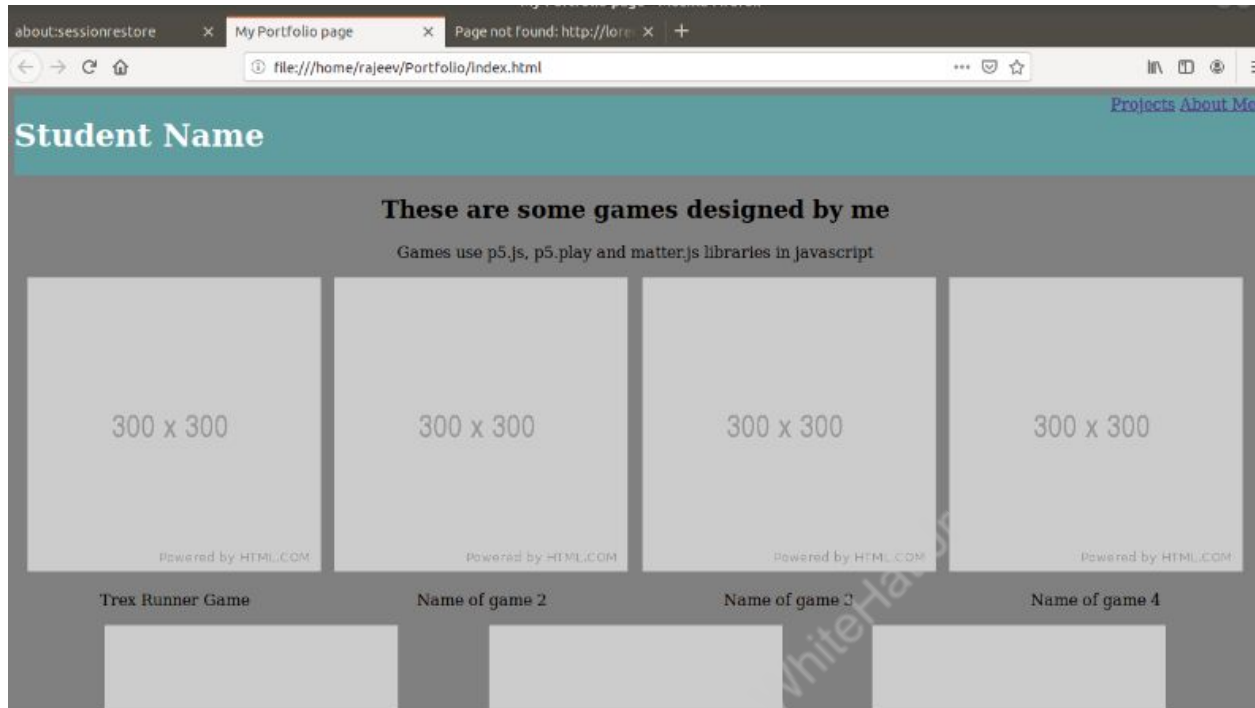 about:sessionrestore
My Portfolio page
Page not found: http://lore
file:///home/rajeev/Portfolio/index.html
Projects About Me
Student Name
These are some games designed by me
Games use p5.js, p5.play and matter.js libraries in javascript
300 x 300 300 x 300 300 x 300 300 x 300
Powered by HTML.COM Powered by HTML.COM Powered by HTML.COM Powered by HTML.COM
Trex Runner Game Name of game 2 Name of game 3 Name of game 4